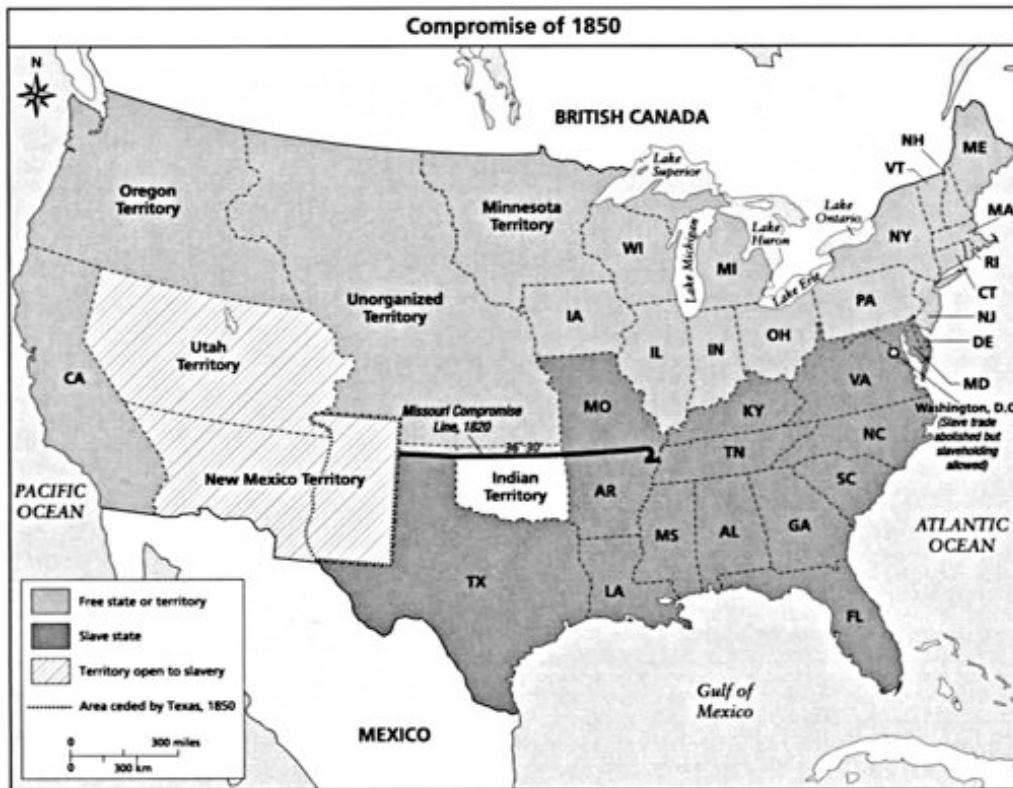 Compromise of 1850
N
BRITISH CANADA
NH
VT
ME
Lake
Superior
Oregon
Territory
Minnesota
Territory
Lake
Ontario
MA
Lake
Huron
Lake Michigan
WI
MI
NY
RI
Lake Erie
CT
PA
NJ
Unorganized
Territory
IA
OH
DE
Utah
Territory
IL
IN
CA
MD
VA
Washington, D.C.
(Slave trade
abolished but
slaveholding
allowed)
MO
KY
Missouri Compromise
Line, 1820
36°30'
NC
TN
New Mexico Territory
Indian
Territory
AR
SC
PACIFIC
OCEAN
ATLANTIC
OCEAN
MS
AL
GA
TX
LA
FL
Free state or territory
Slave state
Territory open to slavery
Area ceded by Texas, 1850
0 300 miles
0 300 km
Gulf of
Mexico
MEXICO